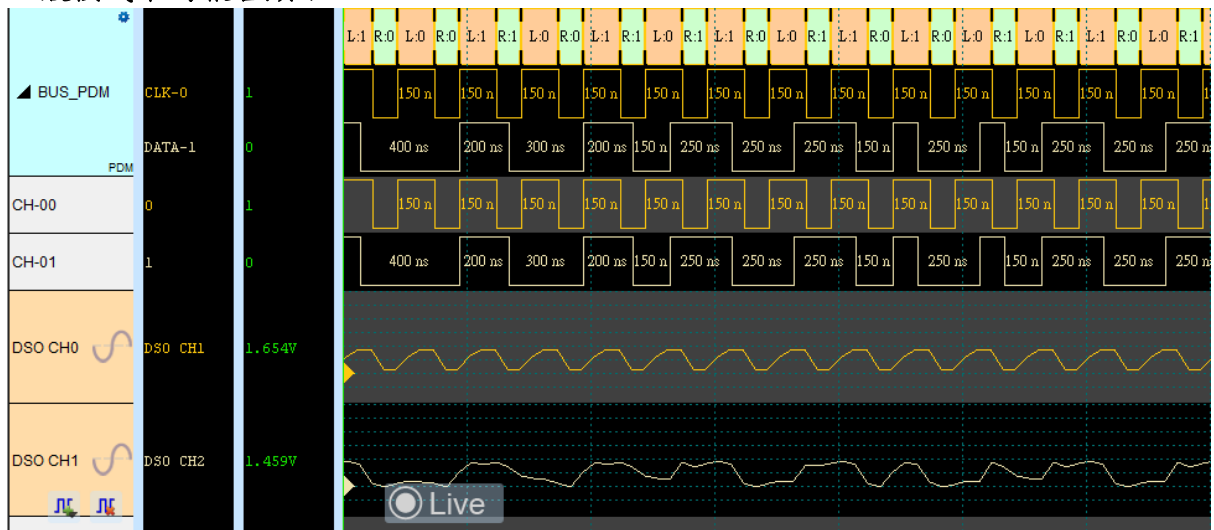 L:1 R:0 L:0 R:0 L:1 R:1 L:0 R:0 L:1 R:1 L:0 R:1 L:1 R:0 L:0 R:1 L:1 R:0 L:1 R:0 L:0 R:1 L:0 R:1 L:1 R:0 L:0 R:1
BUS_PDM CLK-0 1 150 n 150 n 150 n 150 n 150 n 150 n 150 n 150 n 150 n 150 n 150 n 150 n 150 n
DATA-1 0 400 ns 200 ns 300 ns 200 ns 150 n 250 ns 250 ns 250 ns 150 n 250 ns 150 n 250 ns 250 ns 250 n
PDM
CH-00 0 1 150 n 150 n 150 n 150 n 150 n 150 n 150 n 150 n 150 n 150 n 150 n 150 n 150 n
CH-01 1 0 400 ns 200 ns 300 ns 200 ns 150 n 250 ns 250 ns 250 ns 150 n 250 ns 150 n 250 ns 250 ns 250 n
DSO CH0 DSO CH1 1.654V
DSO CH1 DSO CH2 1.459V
Live